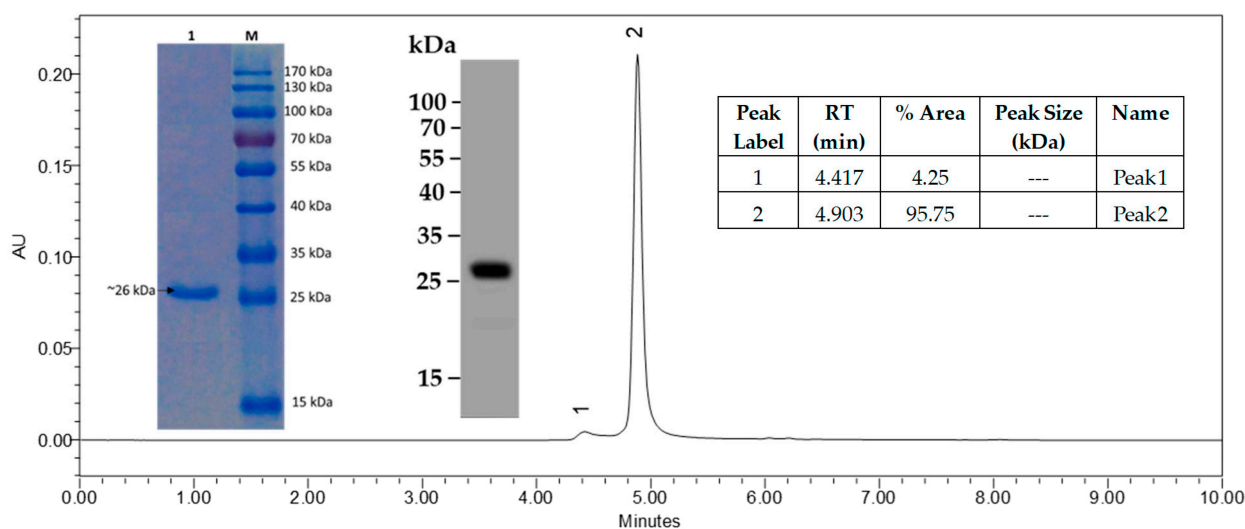 1 M
170 kDa
130 kDa
100 kDa
70 kDa
55 kDa
40 kDa
35 kDa
~26 kDa
25 kDa
15 kDa
kDa
100
70
55
40
35
25
15
2
1
Peak Label RT (min) % Area Peak Size (kDa) Name
1 4.417 4.25 --- Peak1
2 4.903 95.75 --- Peak2
AU
0.20
0.15
0.10
0.05
0.00
0.00 1.00 2.00 3.00 4.00 5.00 6.00 7.00 8.00 9.00 10.00
Minutes